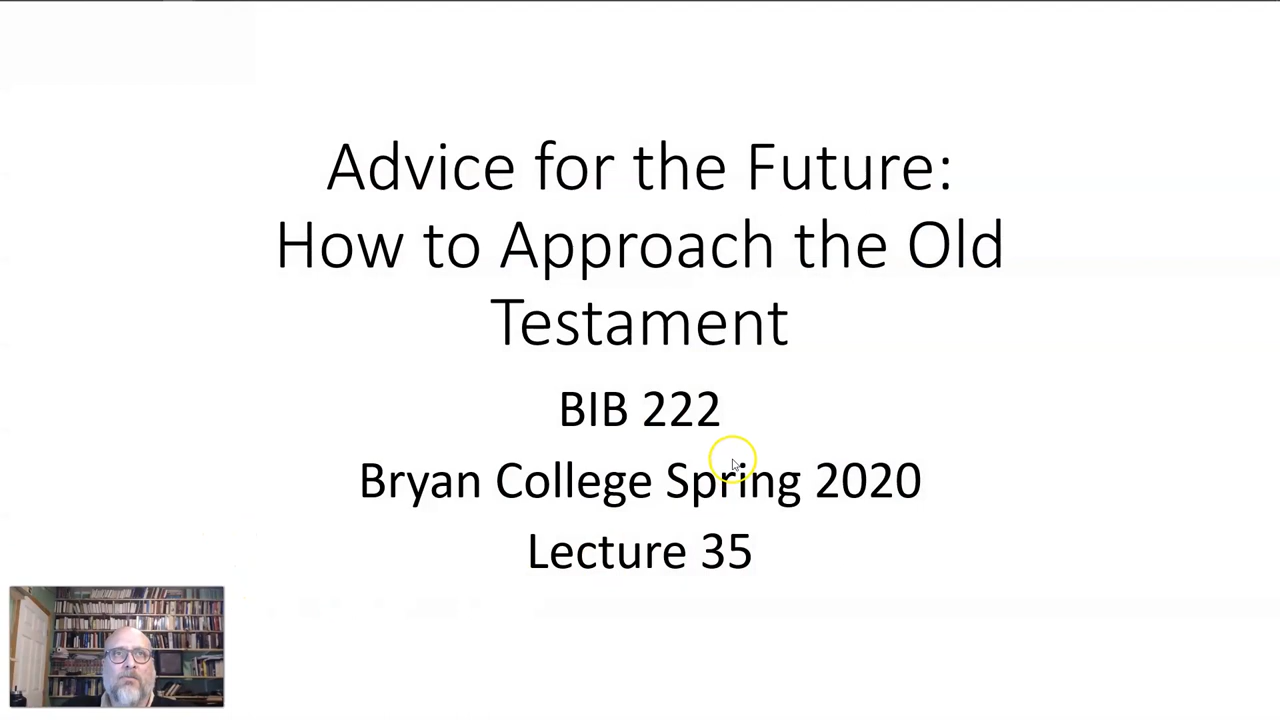 Advice for the Future:
How to Approach the Old
Testament
BIB 222
Bryan College Spring 2020
Lecture 35